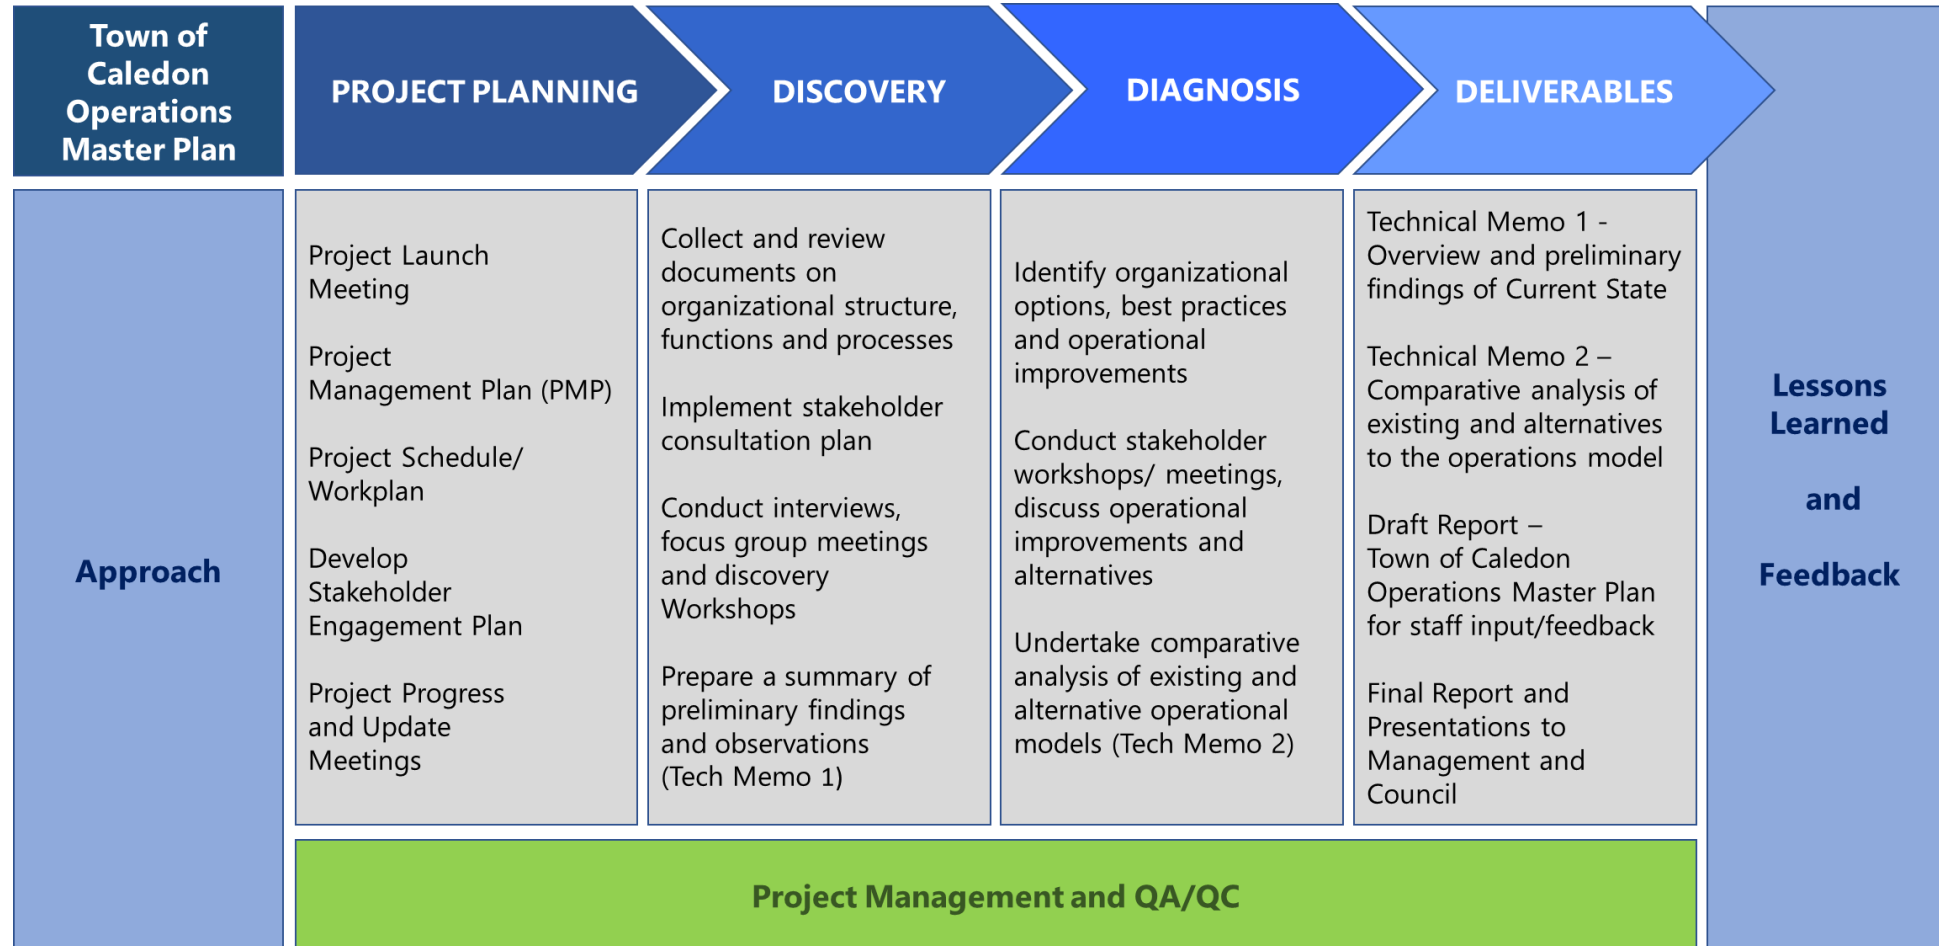 Town of
Caledon
Operations
Master Plan
PROJECT PLANNING
DISCOVERY
DIAGNOSIS
DELIVERABLES
Approach
Project Launch
Meeting
Project
Management Plan (PMP)
Project Schedule/
Workplan
Develop
Stakeholder
Engagement Plan
Project Progress
and Update
Meetings
Collect and review
documents on
organizational structure,
functions and processes
Implement stakeholder
consultation plan
Conduct interviews,
focus group meetings
and discovery
Workshops
Prepare a summary of
preliminary findings
and observations
(Tech Memo 1)
Identify organizational
options, best practices
and operational
improvements
Conduct stakeholder
workshops/ meetings,
discuss operational
improvements and
alternatives
Undertake comparative
analysis of existing and
alternative operational
models (Tech Memo 2)
Technical Memo 1 -
Overview and preliminary
findings of Current State
Technical Memo 2 –
Comparative analysis of
existing and alternatives
to the operations model
Draft Report –
Town of Caledon
Operations Master Plan
for staff input/feedback
Final Report and
Presentations to
Management and
Council
Lessons
Learned
and
Feedback
Project Management and QA/QC